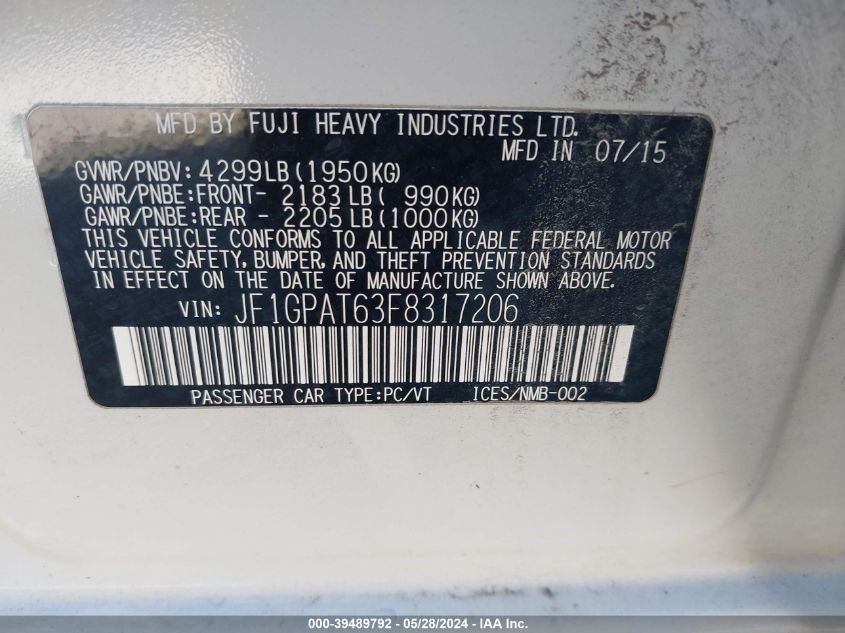 MFD BY FUJI HEAVY INDUSTRIES LTD.
MFD IN 07/15
GVWR/PNBV: 4299LB(1950KG)
GAWR/PNBE:FRONT- 2183LB( 990KG)
GAWR/PNBE:REAR - 2205LB(1000KG)
THIS VEHICLE CONFORMS TO ALL APPLICABLE FEDERAL MOTOR
VEHICLE SAFETY, BUMPER, AND THEFT PREVENTION STANDARDS
IN EFFECT ON THE DATE OF MANUFACTURE SHOWN ABOVE.
VIN: JF1GPAT63F8317206
PASSENGER CAR TYPE:PC/VT ICES/NMB-002
000-39489792 - 05/28/2024 - IAA Inc.